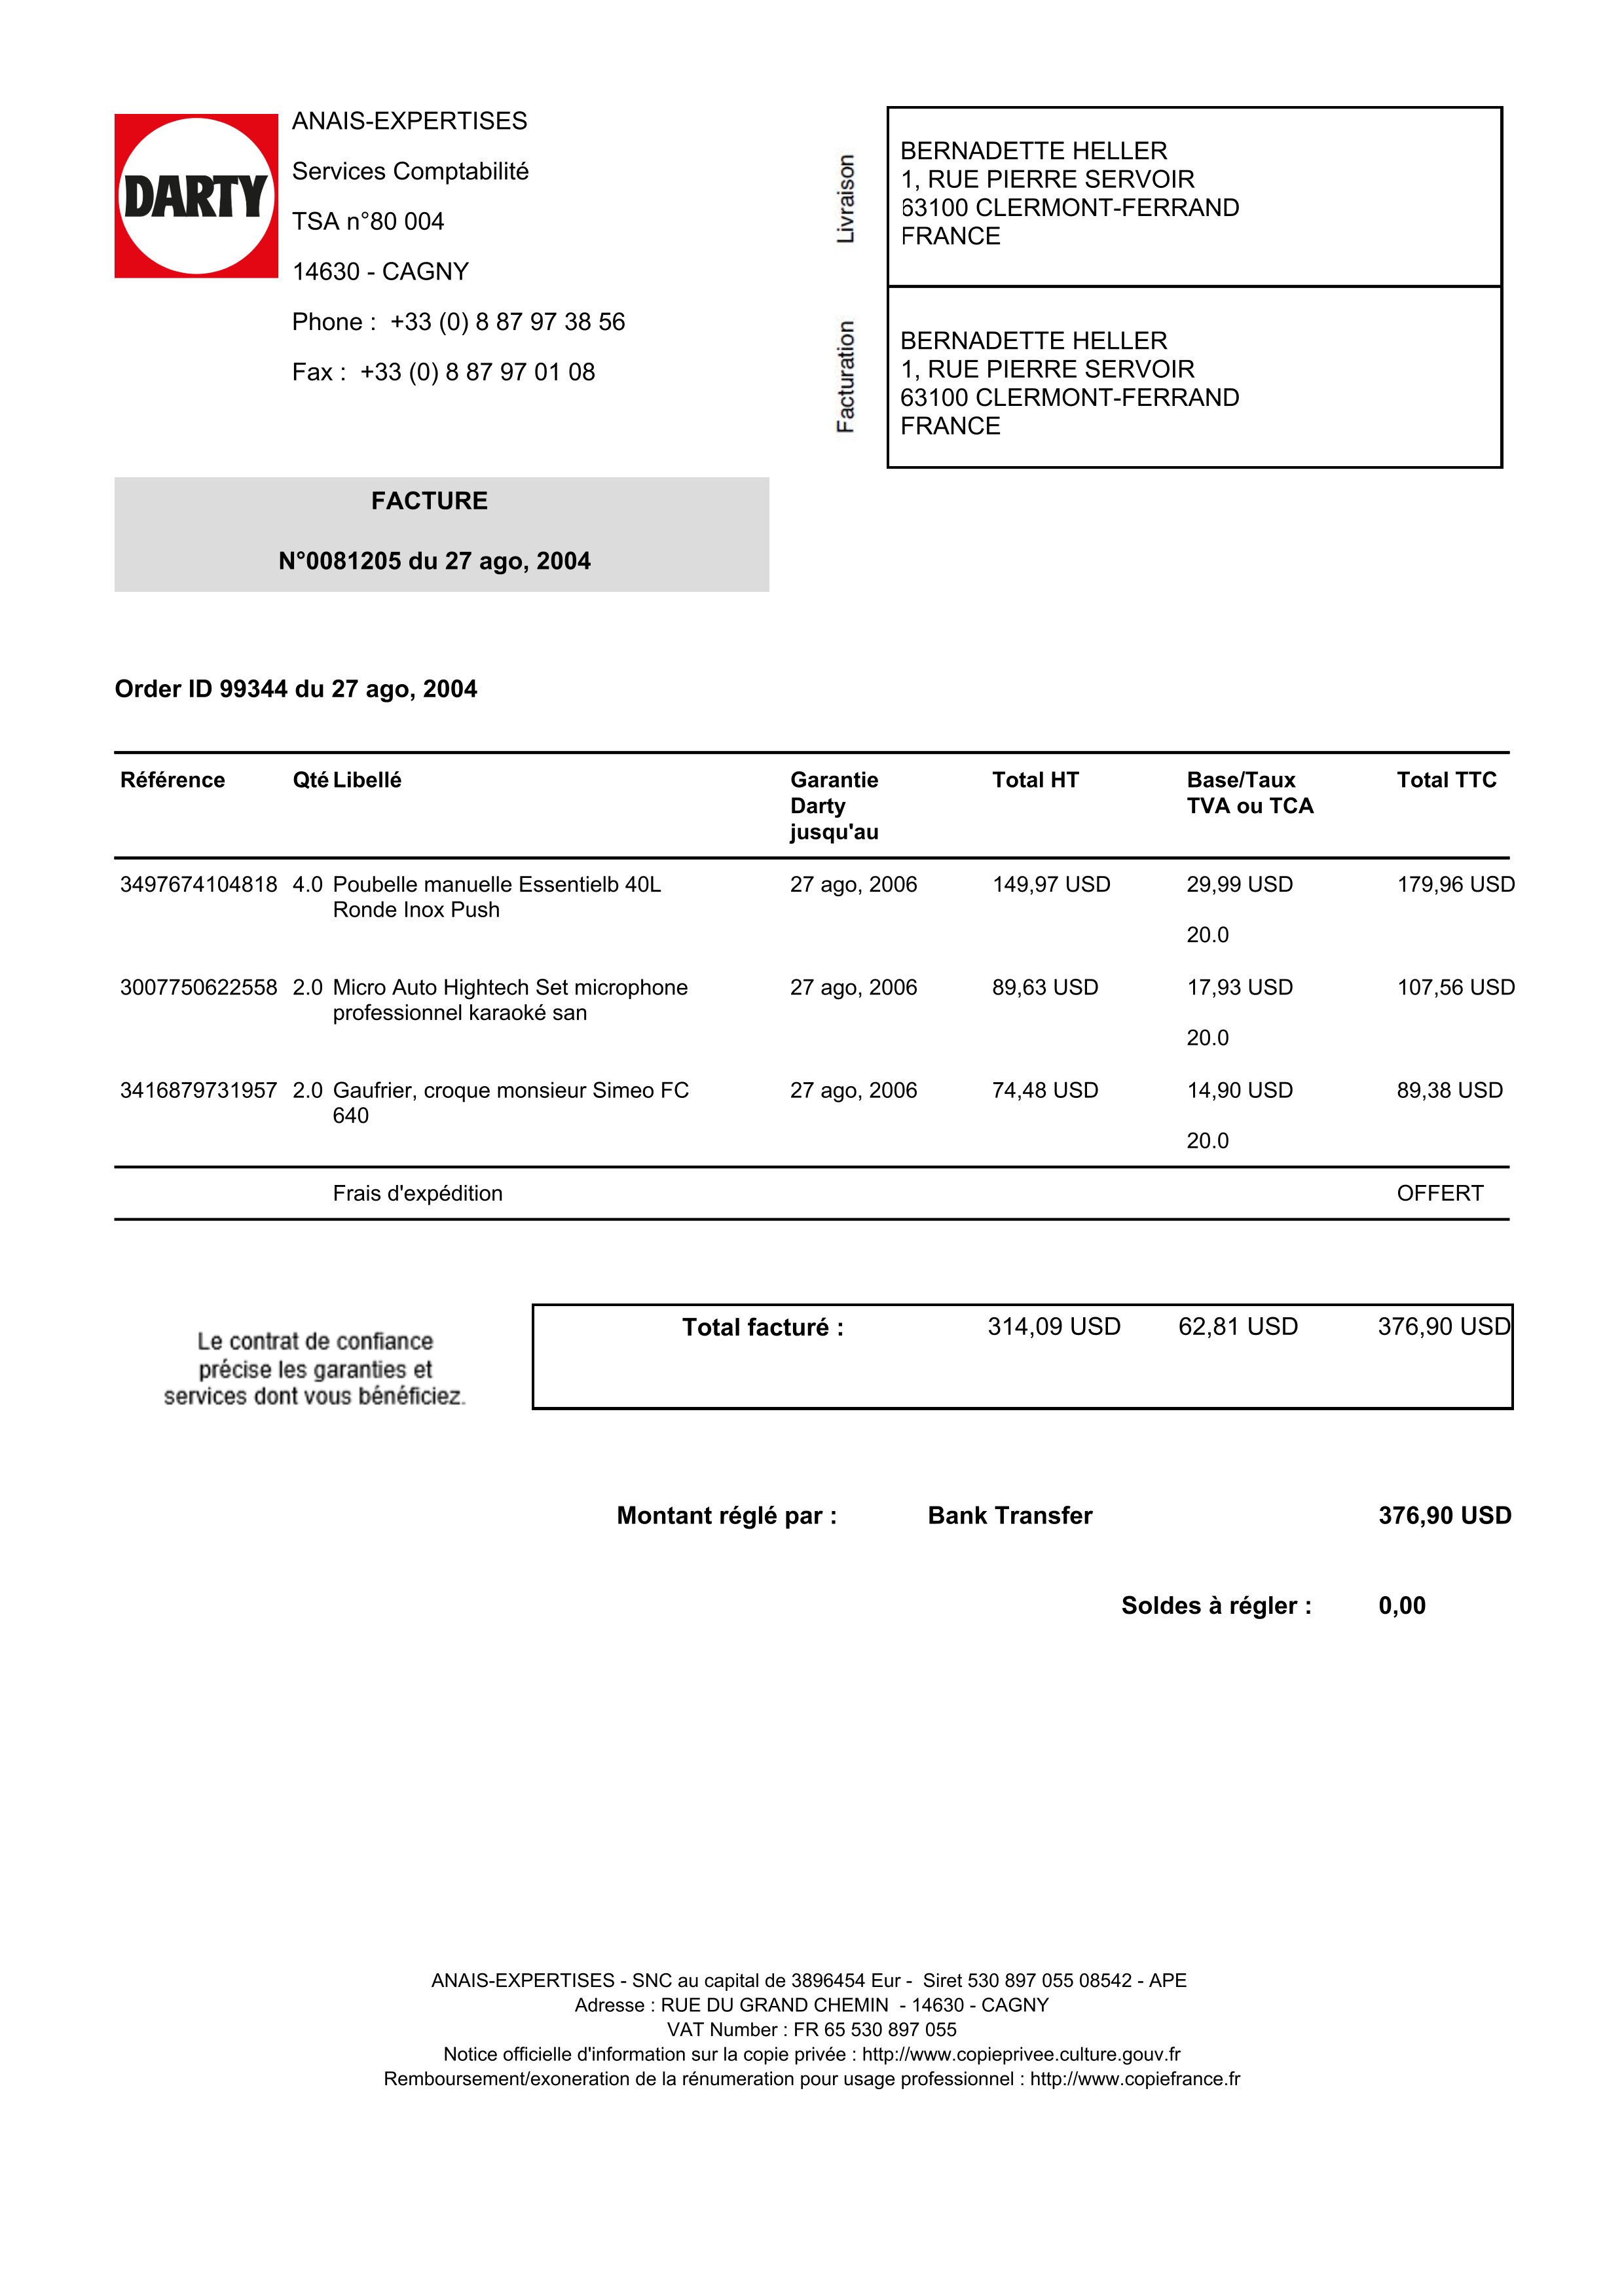 DARTY
ANAIS-EXPERTISES
Services Comptabilité
TSA n°80 004
14630 - CAGNY
Phone : +33 (0) 8 87 97 38 56
Fax : +33 (0) 8 87 97 01 08
Livraison
BERNADETTE HELLER
1, RUE PIERRE SERVOIR
63100 CLERMONT-FERRAND
FRANCE
Facturation
BERNADETTE HELLER
1, RUE PIERRE SERVOIR
63100 CLERMONT-FERRAND
FRANCE
FACTURE
N°0081205 du 27 ago, 2004
Order ID 99344 du 27 ago, 2004
Référence Qté Libellé Garantie Total HT Base/Taux Total TTC
Darty TVA ou TCA
jusqu'au
3497674104818 4.0 Poubelle manuelle Essentielb 40L 27 ago, 2006 149,97 USD 29,99 USD 179,96 USD
Ronde Inox Push
20.0
3007750622558 2.0 Micro Auto Hightech Set microphone 27 ago, 2006 89,63 USD 17,93 USD 107,56 USD
professionnel karaoké san
20.0
3416879731957 2.0 Gaufrier, croque monsieur Simeo FC 27 ago, 2006 74,48 USD 14,90 USD 89,38 USD
640
20.0
Frais d'expédition OFFERT
Le contrat de confiance
précise les garanties et
services dont vous bénéficiez.
Total facturé : 314,09 USD 62,81 USD 376,90 USD
Montant réglé par : Bank Transfer 376,90 USD
Soldes à régler : 0,00
ANAIS-EXPERTISES - SNC au capital de 3896454 Eur - Siret 530 897 055 08542 - APE
Adresse : RUE DU GRAND CHEMIN - 14630 - CAGNY
VAT Number : FR 65 530 897 055
Notice officielle d'information sur la copie privée : http://www.copieprivee.culture.gouv.fr
Remboursement/exoneration de la rénumeration pour usage professionnel : http://www.copiefrance.fr